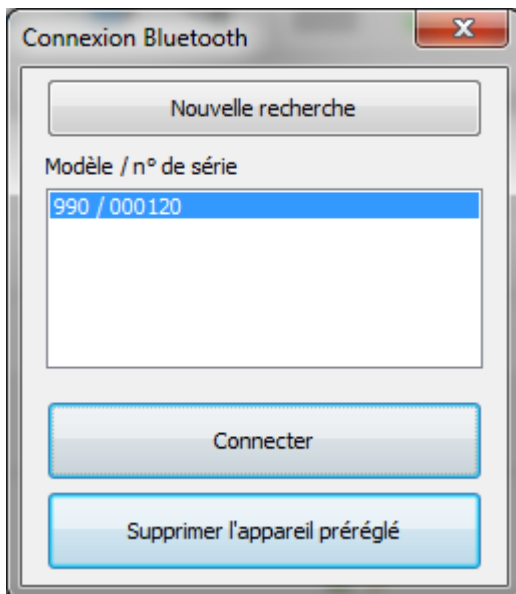 Connexion Bluetooth
Nouvelle recherche
Modèle / n° de série
990 / 000120
Connecter
Supprimer l'appareil préréglé